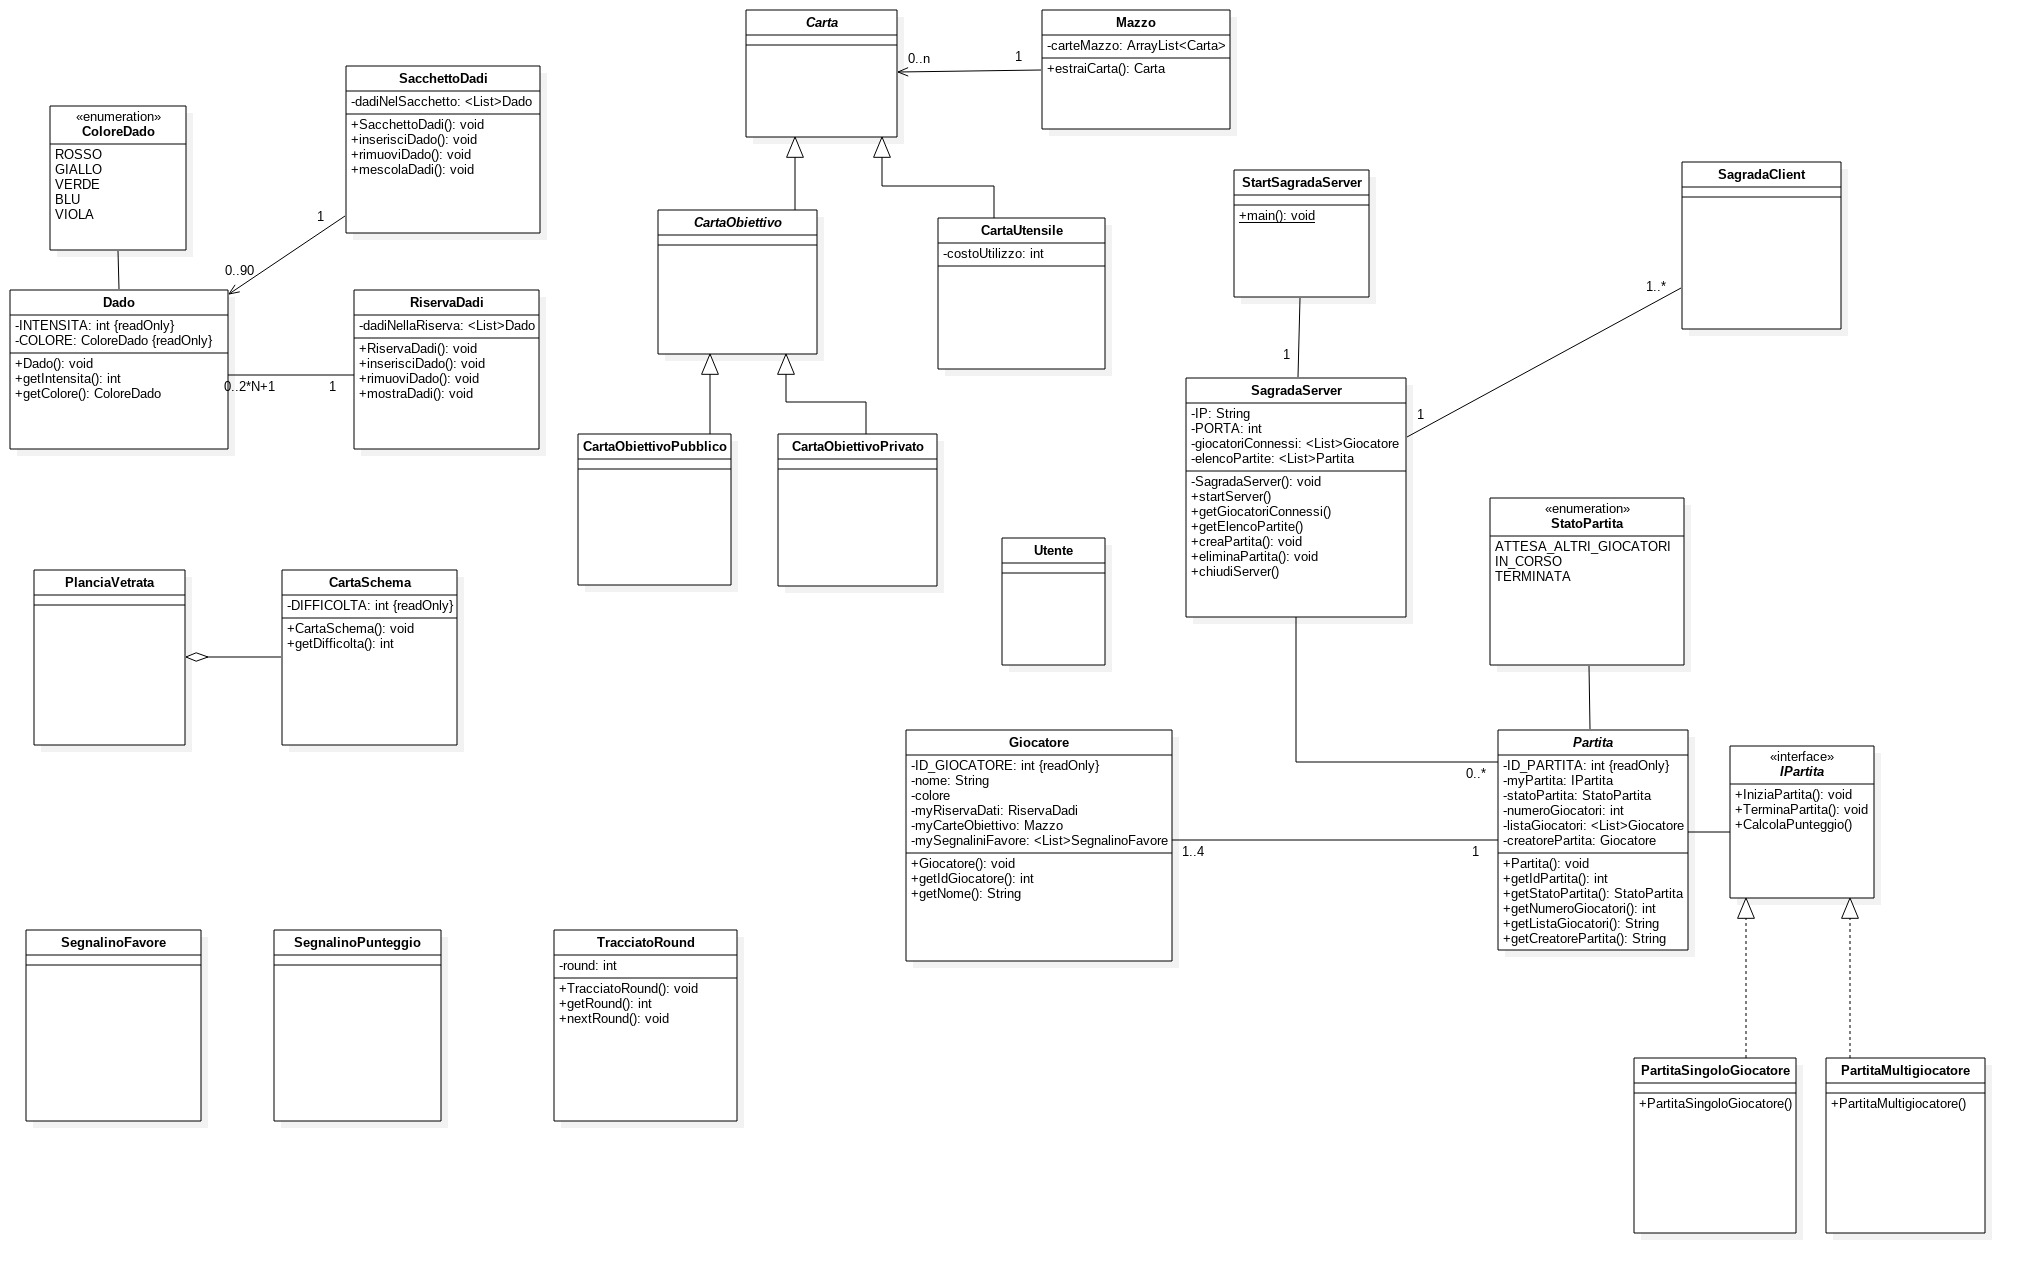 Carta
Mazzo
-carteMazzo: ArrayList<Carta>
+estraiCarta(): Carta
0..n
1
SacchettoDadi
-dadiNelSacchetto: <List>Dado
+SacchettoDadi(): void
+inserisciDado(): void
+rimuoviDado(): void
+mescolaDadi(): void
«enumeration»
ColoreDado
ROSSO
GIALLO
VERDE
BLU
VIOLA
1
0..90
Dado
-INTENSITA: int {readOnly}
-COLORE: ColoreDado {readOnly}
+Dado(): void
+getIntensita(): int
+getColore(): ColoreDado
0..2*N+1
1
RiservaDadi
-dadiNellaRiserva: <List>Dado
+RiservaDadi(): void
+inserisciDado(): void
+rimuoviDado(): void
+mostraDadi(): void
CartaObiettivo
CartaUtensile
-costoUtilizzo: int
CartaObiettivoPubblico
CartaObiettivoPrivato
StartSagradaServer
+main(): void
SagradaClient
1..*
1
1
SagradaServer
-IP: String
-PORTA: int
-giocatoriConnessi: <List>Giocatore
-elencoPartite: <List>Partita
-SagradaServer(): void
+startServer()
+getGiocatoriConnessi()
+getElencoPartite()
+creaPartita(): void
+eliminaPartita(): void
+chiudiServer()
«enumeration»
StatoPartita
ATTESA_ALTRI_GIOCATORI
IN_CORSO
TERMINATA
Utente
PlanciaVetrata
CartaSchema
-DIFFICOLTA: int {readOnly}
+CartaSchema(): void
+getDifficolta(): int
Giocatore
-ID_GIOCATORE: int {readOnly}
-nome: String
-colore
-myRiservaDati: RiservaDadi
-myCarteObiettivo: Mazzo
-mySegnaliniFavore: <List>SegnalinoFavore
+Giocatore(): void
+getIdGiocatore(): int
+getNome(): String
0..*
1..4
1
Partita
-ID_PARTITA: int {readOnly}
-myPartita: IPartita
-statoPartita: StatoPartita
-numeroGiocatori: int
-listaGiocatori: <List>Giocatore
-creatorePartita: Giocatore
+Partita(): void
+getIdPartita(): int
+getStatoPartita(): StatoPartita
+getNumeroGiocatori(): int
+getListaGiocatori(): String
+getCreatorePartita(): String
«interface»
IPartita
+IniziaPartita(): void
+TerminaPartita(): void
+CalcolaPunteggio()
SegnalinoFavore
SegnalinoPunteggio
TracciatoRound
-round: int
+TracciatoRound(): void
+getRound(): int
+nextRound(): void
PartitaSingoloGiocatore
+PartitaSingoloGiocatore()
PartitaMultigiocatore
+PartitaMultigiocatore()